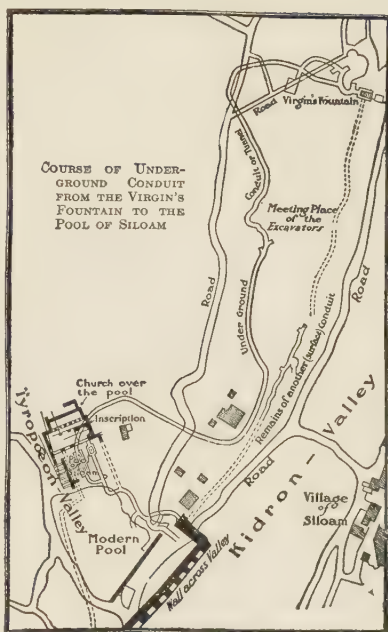 COURSE OF UNDER-
GROUND CONDUIT
FROM THE VIRGIN'S
FOUNTAIN TO THE
POOL OF SILOAM
Road
Virgin's Fountain
Conduit or Tunnel
Meeting Place
of the
Excavators
Road
Road
Under Ground
Remains of another (surface) Conduit
Church over
the pool
Inscription
Tyropœon Valley
Road
Kidron - Valley
Village
of
Siloam
Modern
Pool
Wall across Valley